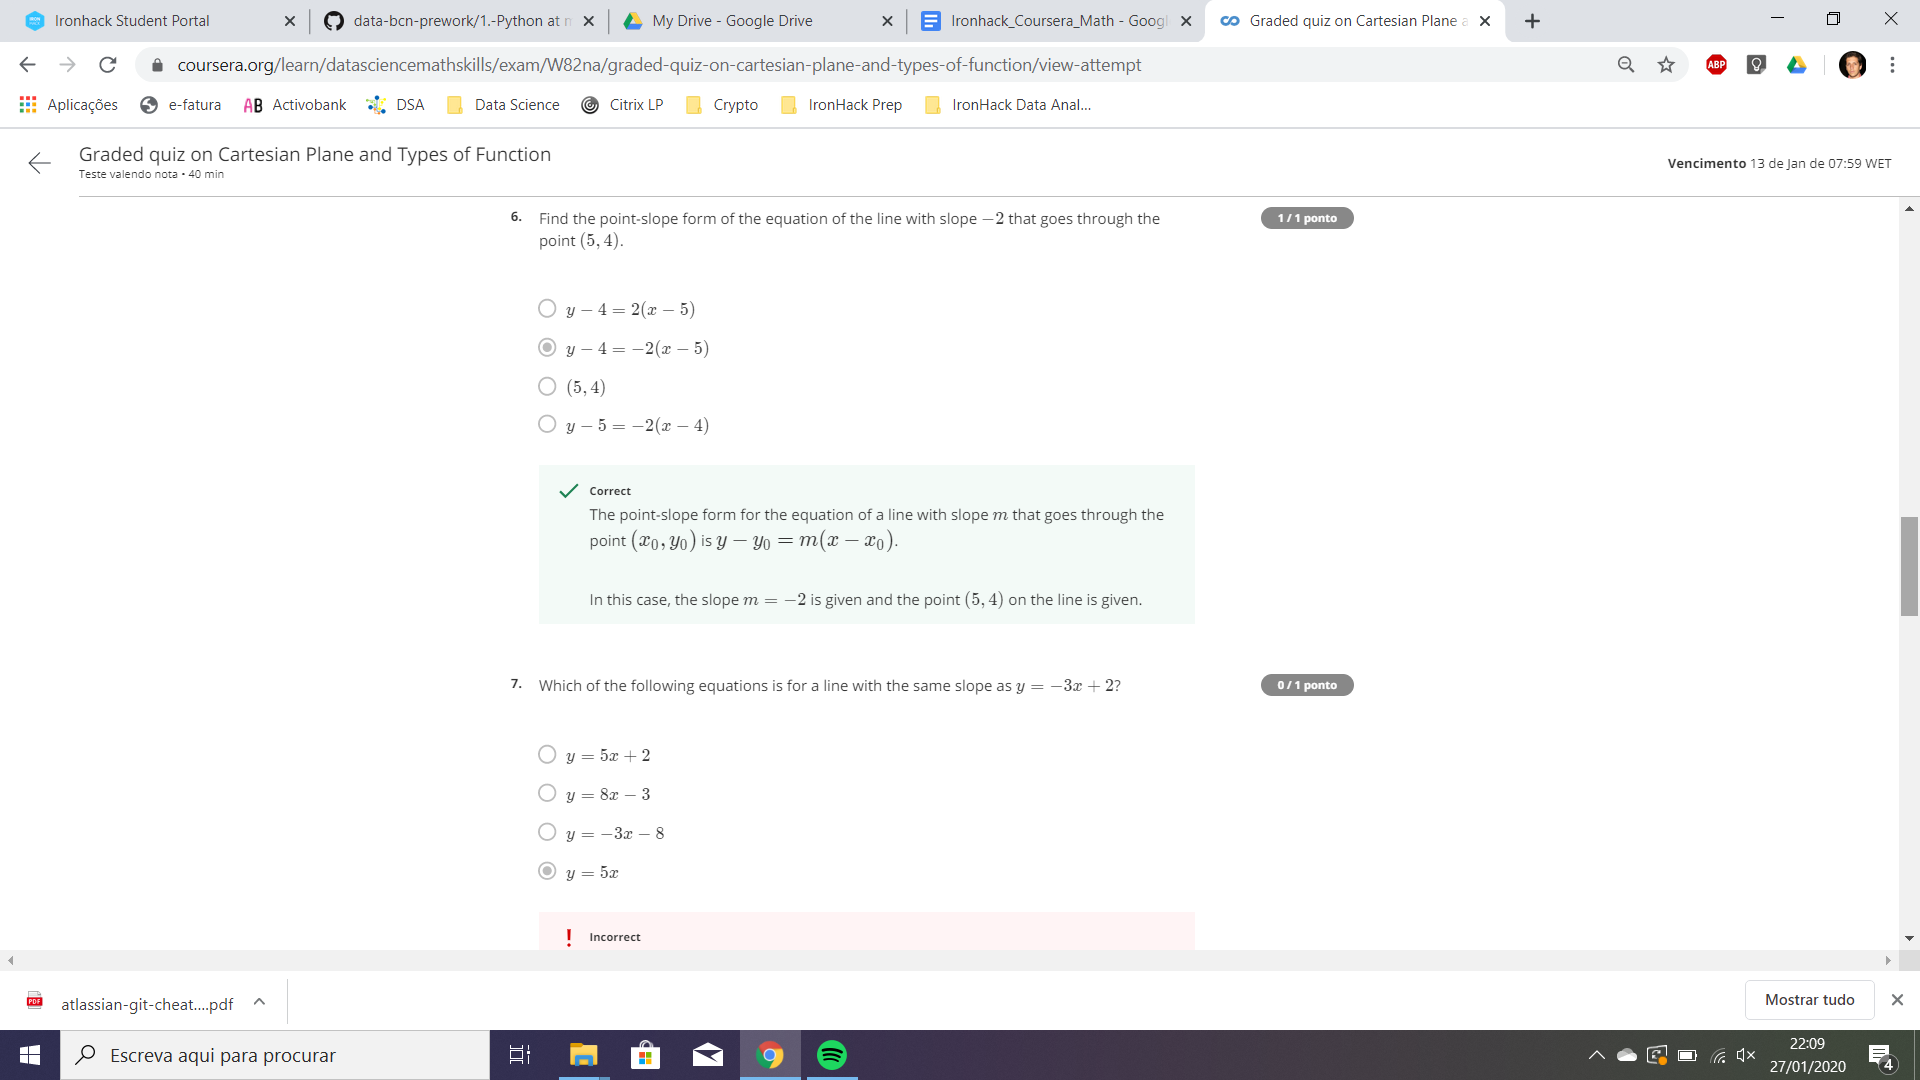 Ironhack Student Portal
data-bcn-prework/1.-Python at m
My Drive - Google Drive
Ironhack_Coursera_Math - Googl
Graded quiz on Cartesian Plane a
coursera.org/learn/datasciencemathskills/exam/W82na/graded-quiz-on-cartesian-plane-and-types-of-function/view-attempt
ABP
Aplicações
e-fatura
AB Activobank
DSA
Data Science
Citrix LP
Crypto
IronHack Prep
IronHack Data Anal...
Graded quiz on Cartesian Plane and Types of Function
Teste valendo nota • 40 min
Vencimento 13 de Jan de 07:59 WET
6. Find the point-slope form of the equation of the line with slope −2 that goes through the
point (5, 4).
1 / 1 ponto
y − 4 = 2(x − 5)
y − 4 = −2(x − 5)
(5, 4)
y − 5 = −2(x − 4)
Correct
The point-slope form for the equation of a line with slope m that goes through the
point (x₀, y₀) is y − y₀ = m(x − x₀).
In this case, the slope m = −2 is given and the point (5, 4) on the line is given.
7. Which of the following equations is for a line with the same slope as y = −3x + 2?
0 / 1 ponto
y = 5x + 2
y = 8x − 3
y = −3x − 8
y = 5x
! Incorrect
PDF
atlassian-git-cheat....pdf
Mostrar tudo
Escreva aqui para procurar
22:09
27/01/2020
4